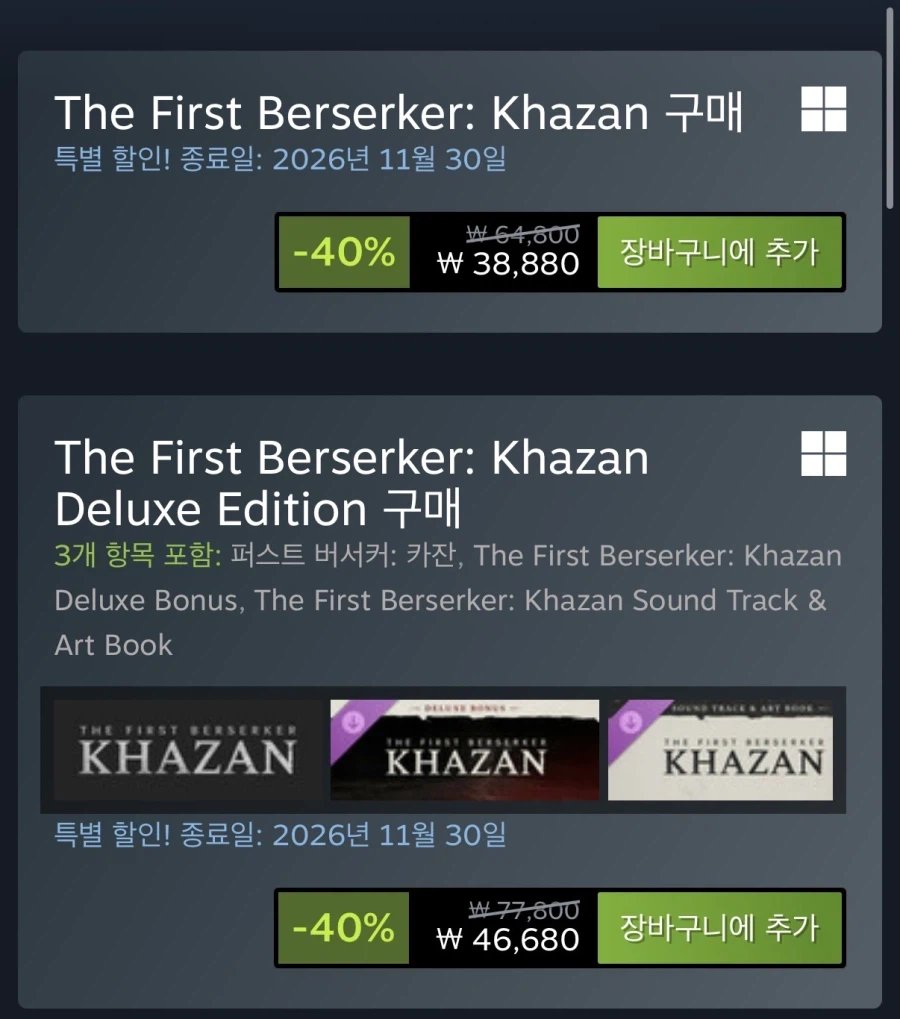 The First Berserker: Khazan 구매
특별 할인! 종료일: 2026년 11월 30일
-40%
₩ 64,800
₩ 38,880
장바구니에 추가
The First Berserker: Khazan
Deluxe Edition 구매
3개 항목 포함: 퍼스트 버서커: 카잔, The First Berserker: Khazan
Deluxe Bonus, The First Berserker: Khazan Sound Track &
Art Book
THE FIRST BERSERKER
KHAZAN
DELUXE BONUS
THE FIRST BERSERKER
KHAZAN
SOUND TRACK & ART BOOK
THE FIRST BERSERKER
KHAZAN
특별 할인! 종료일: 2026년 11월 30일
-40%
₩ 77,800
₩ 46,680
장바구니에 추가